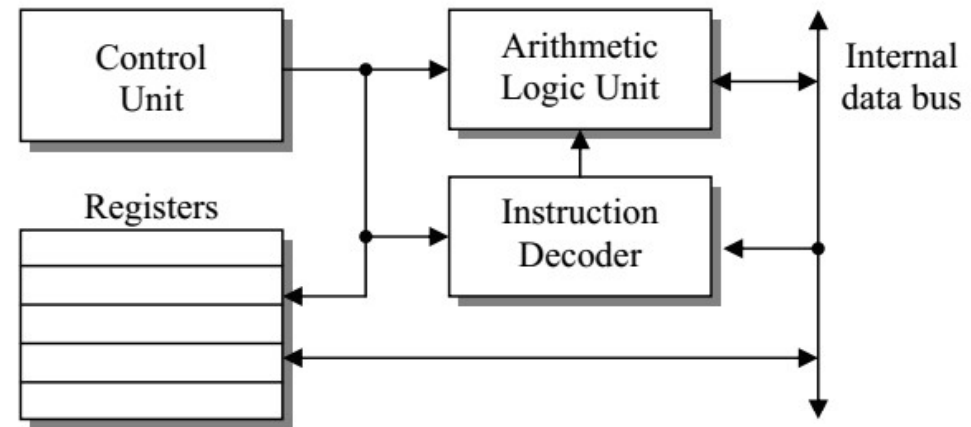 Control
Unit
Arithmetic
Logic Unit
Internal
data bus
Registers
Instruction
Decoder